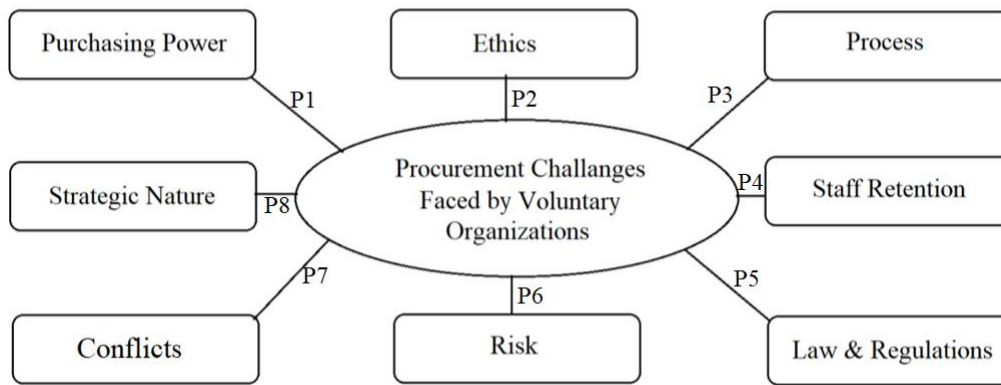 Purchasing Power
Ethics
Process
P1
P2
P3
Procurement Challanges
Faced by Voluntary
Organizations
Strategic Nature
P8
P4
Staff Retention
P7
P6
P5
Conflicts
Risk
Law & Regulations